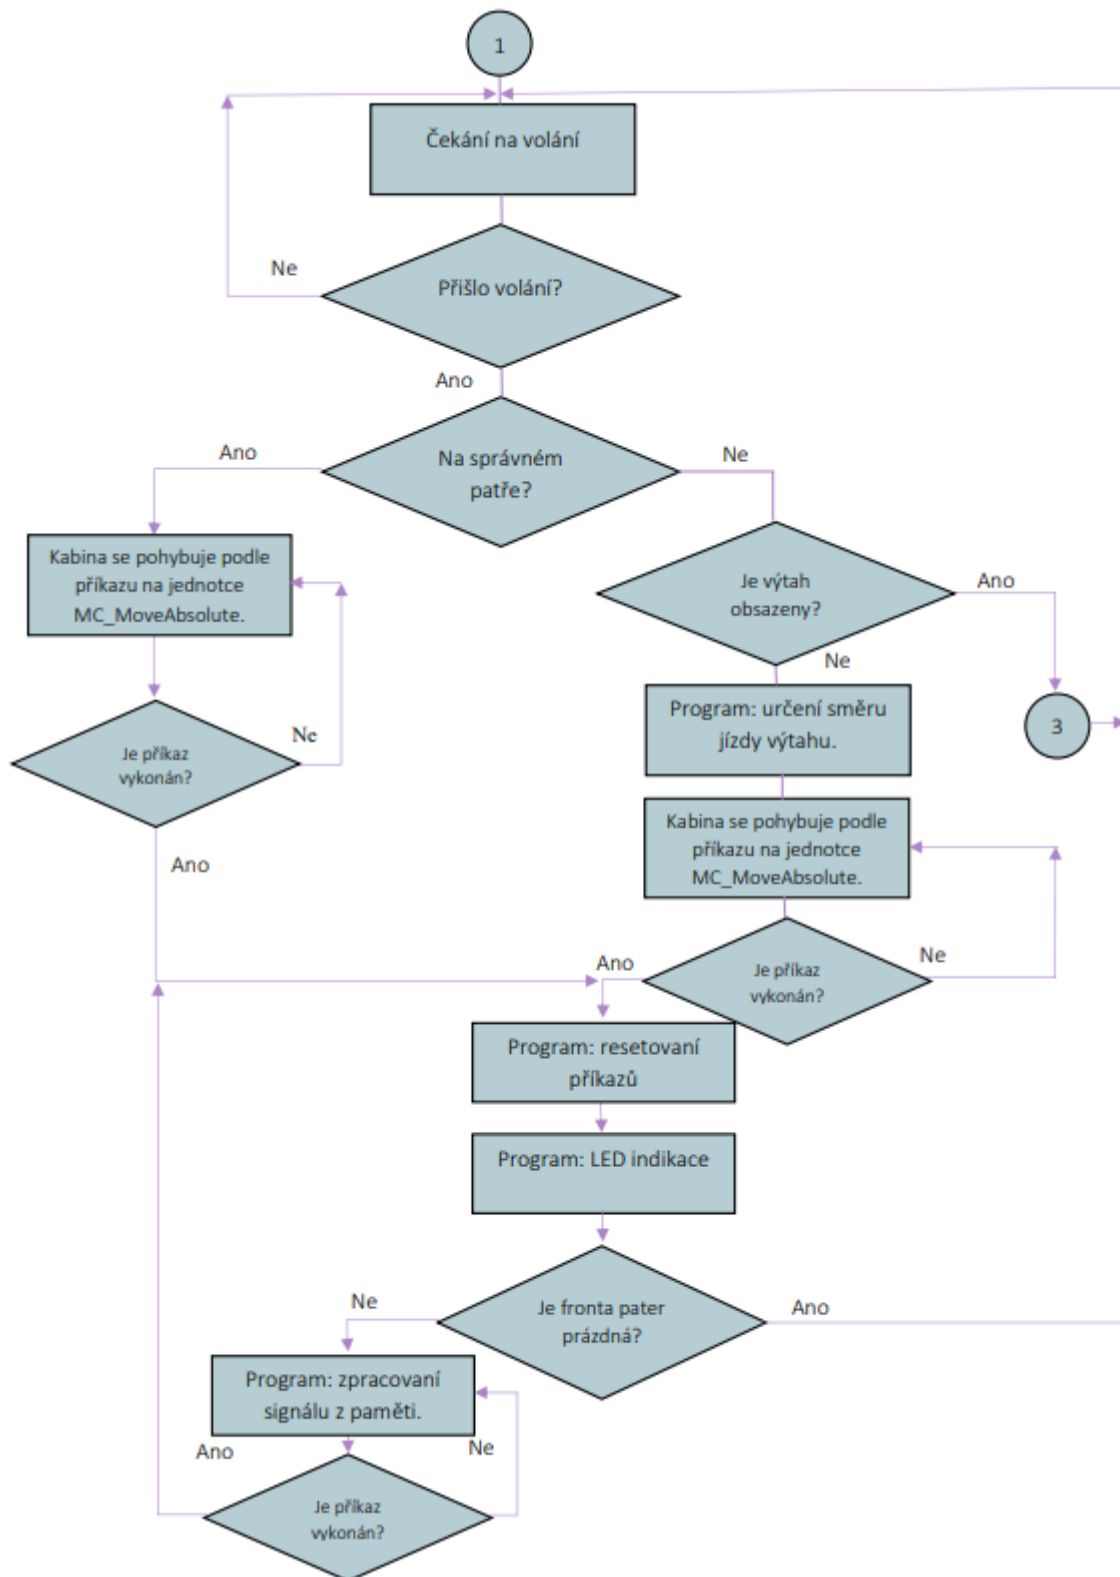 1
Čekání na volání
Ne
Přišlo volání?
Ano
Ano
Na správném
patře?
Ne
Kabina se pohybuje podle
příkazu na jednotce
MC_MoveAbsolute.
Je výtah
obsazeny?
Ano
Ne
Je příkaz
vykonán?
Ne
Program: určení směru
jízdy výtahu.
3
Kabina se pohybuje podle
příkazu na jednotce
MC_MoveAbsolute.
Ano
Ano
Je příkaz
vykonán?
Ne
Program: resetovaní
příkazů
Program: LED indikace
Ne
Je fronta pater
prázdná?
Ano
Program: zpracovaní
signálu z paměti.
Ano
Ne
Je příkaz
vykonán?